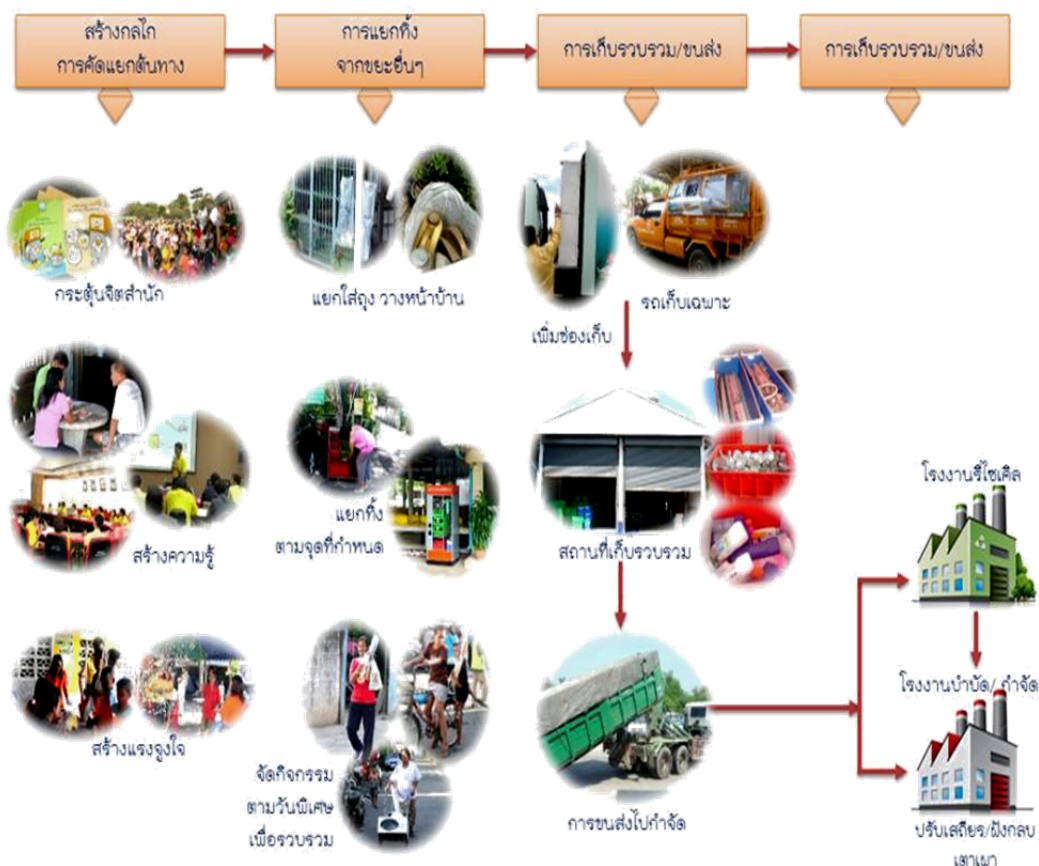 สร้างกลไก
การคัดแยกต้นทาง
การแยกทิ้ง
จากขยะอื่นๆ
การเก็บรวบรวม/ขนส่ง
การเก็บรวบรวม/ขนส่ง
กระตุ้นจิตสำนัก
แยกใส่ถุง วางหน้าบ้าน
เพิ่มช่องเก็บ
รถเก็บเฉพาะ
สร้างความรู้
แยกทิ้ง
ตามจุดที่กำหนด
สถานที่เก็บรวบรวม
โรงงานรีไซเคิล
สร้างแรงจูงใจ
จัดกิจกรรม
ตามวันพิเศษ
เพื่อรวบรวม
การขนส่งไปกำจัด
โรงงานบำบัด/ กำจัด
ปรับเสถียร/ฝังกลบ
เตาเผา